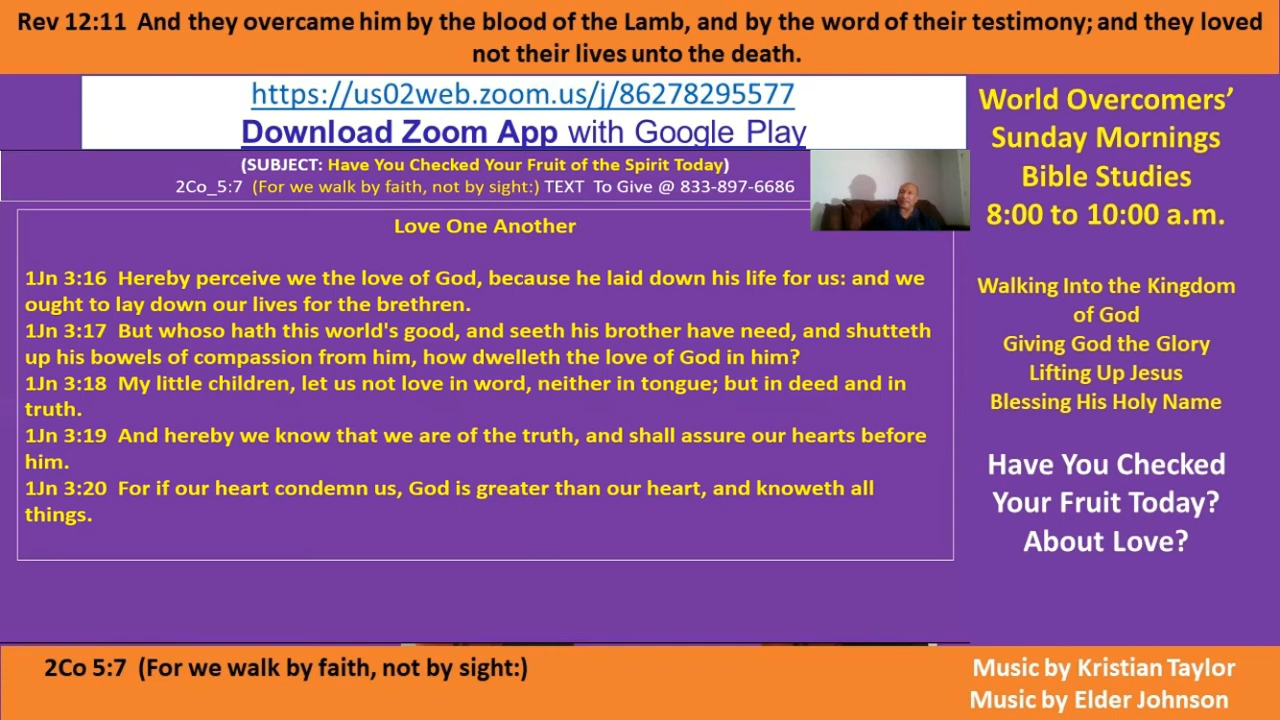 Rev 12:11  And they overcame him by the blood of the Lamb, and by the word of their testimony; and they loved
not their lives unto the death.
https://us02web.zoom.us/j/86278295577
Download Zoom App with Google Play
(SUBJECT: Have You Checked Your Fruit of the Spirit Today)
2Co_5:7  (For we walk by faith, not by sight:) TEXT  To Give @ 833-897-6686
Love One Another
1Jn 3:16  Hereby perceive we the love of God, because he laid down his life for us: and we
ought to lay down our lives for the brethren.
1Jn 3:17  But whoso hath this world's good, and seeth his brother have need, and shutteth
up his bowels of compassion from him, how dwelleth the love of God in him?
1Jn 3:18  My little children, let us not love in word, neither in tongue; but in deed and in
truth.
1Jn 3:19  And hereby we know that we are of the truth, and shall assure our hearts before
him.
1Jn 3:20  For if our heart condemn us, God is greater than our heart, and knoweth all
things.
World Overcomers’
Sunday Mornings
Bible Studies
8:00 to 10:00 a.m.
Walking Into the Kingdom
of God
Giving God the Glory
Lifting Up Jesus
Blessing His Holy Name
Have You Checked
Your Fruit Today?
About Love?
2Co 5:7  (For we walk by faith, not by sight:)
Music by Kristian Taylor
Music by Elder Johnson